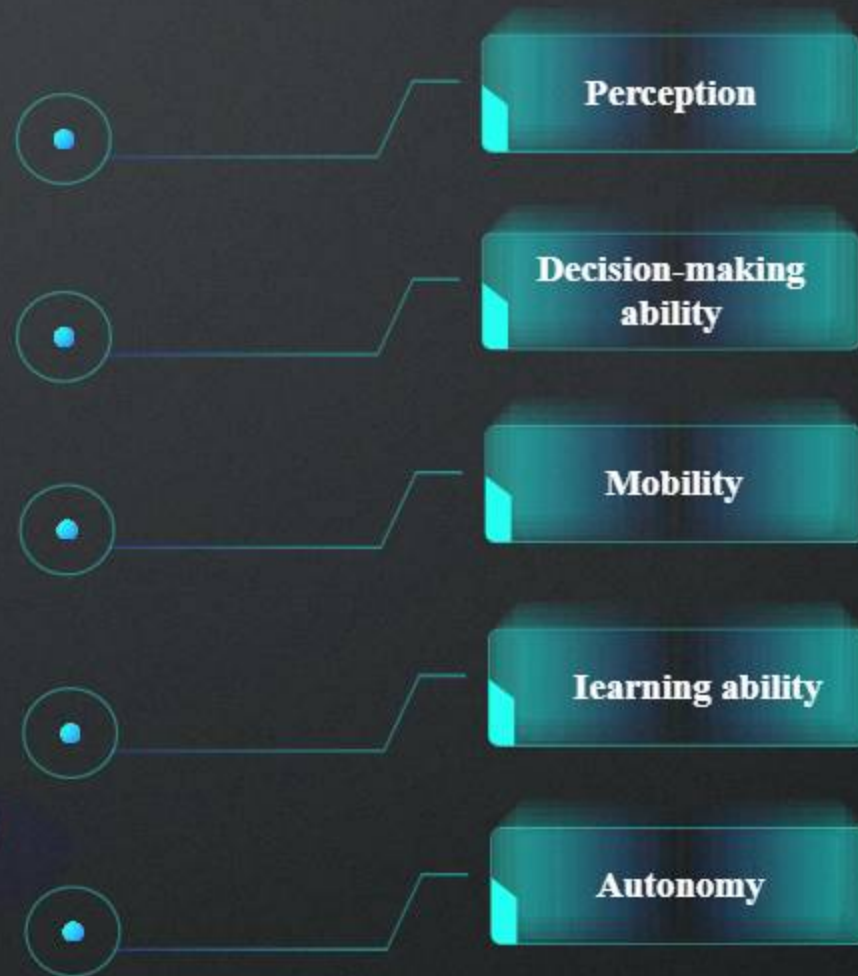 Perception
Decision-making
ability
Mobility
Iearning ability
Autonomy